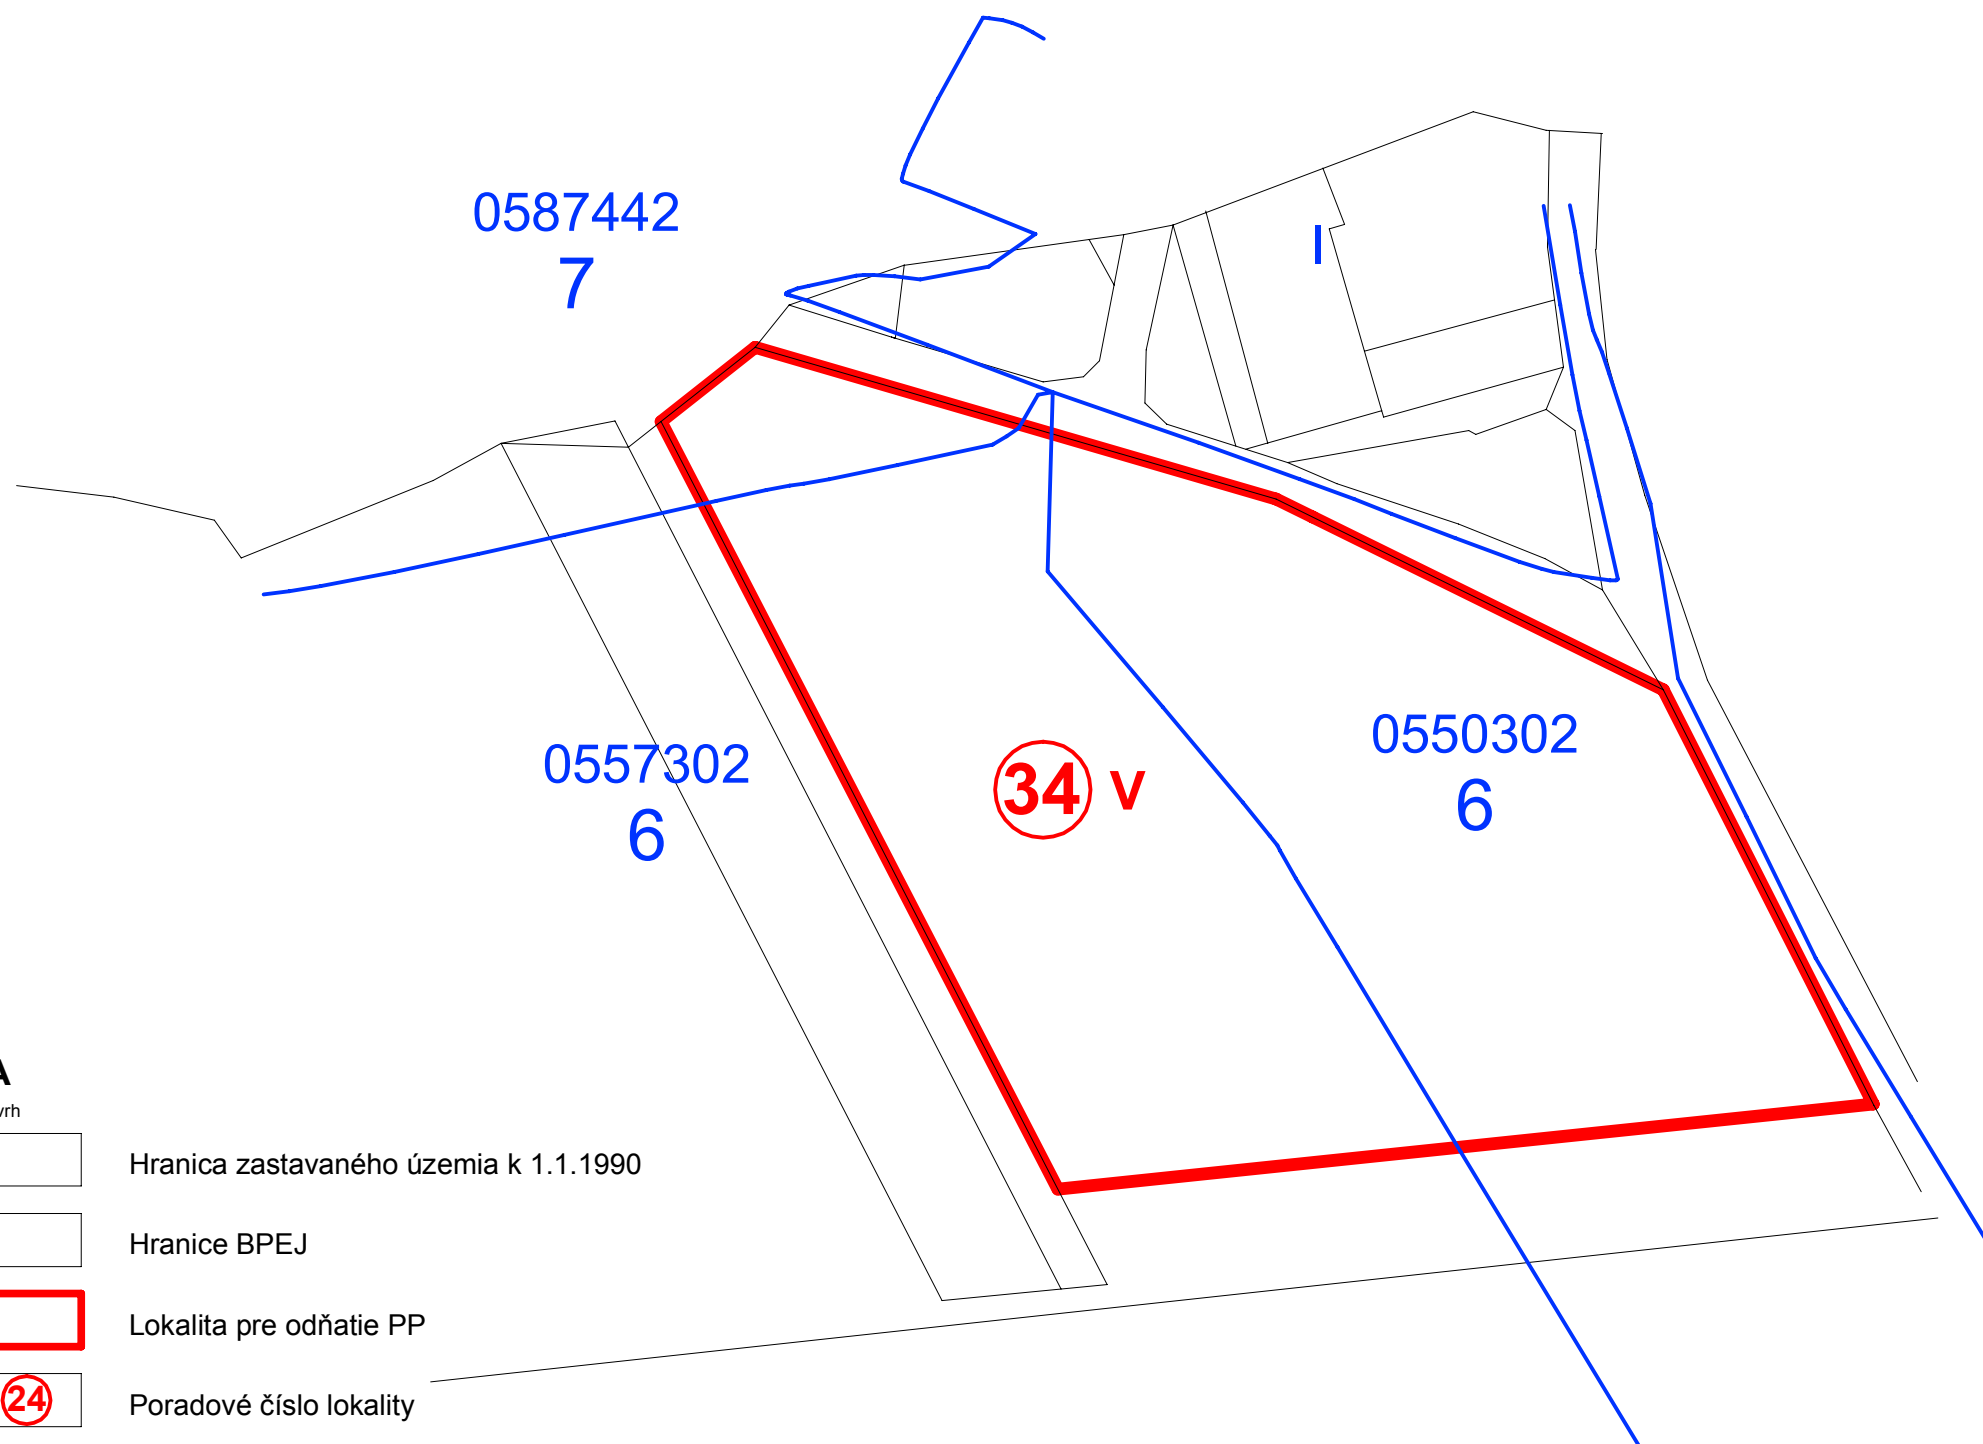 0587442
7
I
0557302
6
34 v
0550302
6
A
vrh
Hranica zastavaného územia k 1.1.1990
Hranice BPEJ
Lokalita pre odňatie PP
24
Poradové číslo lokality